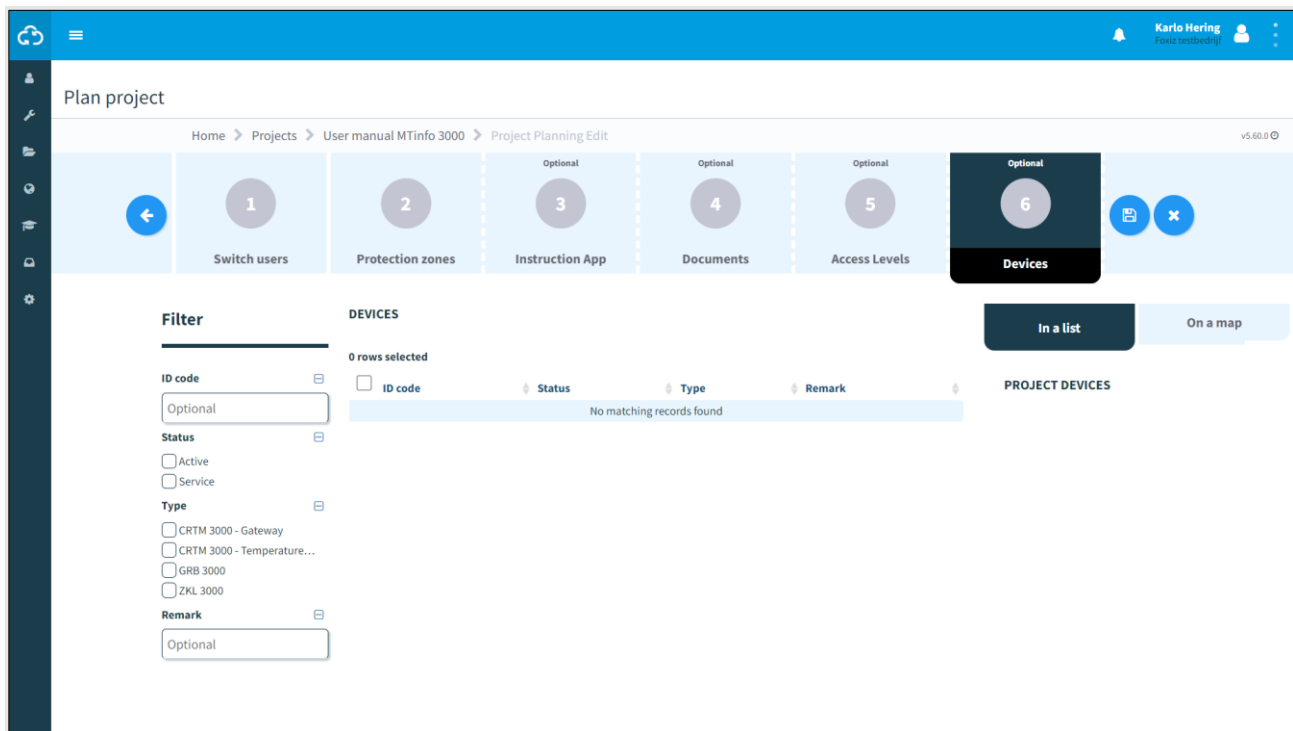 Karlo Hering
Foxiz testbedrijf
Plan project
Home Projects User manual MTinfo 3000 Project Planning Edit
v5.60.0
1
Switch users
2
Protection zones
Optional
3
Instruction App
Optional
4
Documents
Optional
5
Access Levels
Optional
6
Devices
Filter
ID code
Optional
Status
Active
Service
Type
CRTM 3000 - Gateway
CRTM 3000 - Temperature...
GRB 3000
ZKL 3000
Remark
Optional
DEVICES
0 rows selected
ID code Status Type Remark
No matching records found
In a list
On a map
PROJECT DEVICES